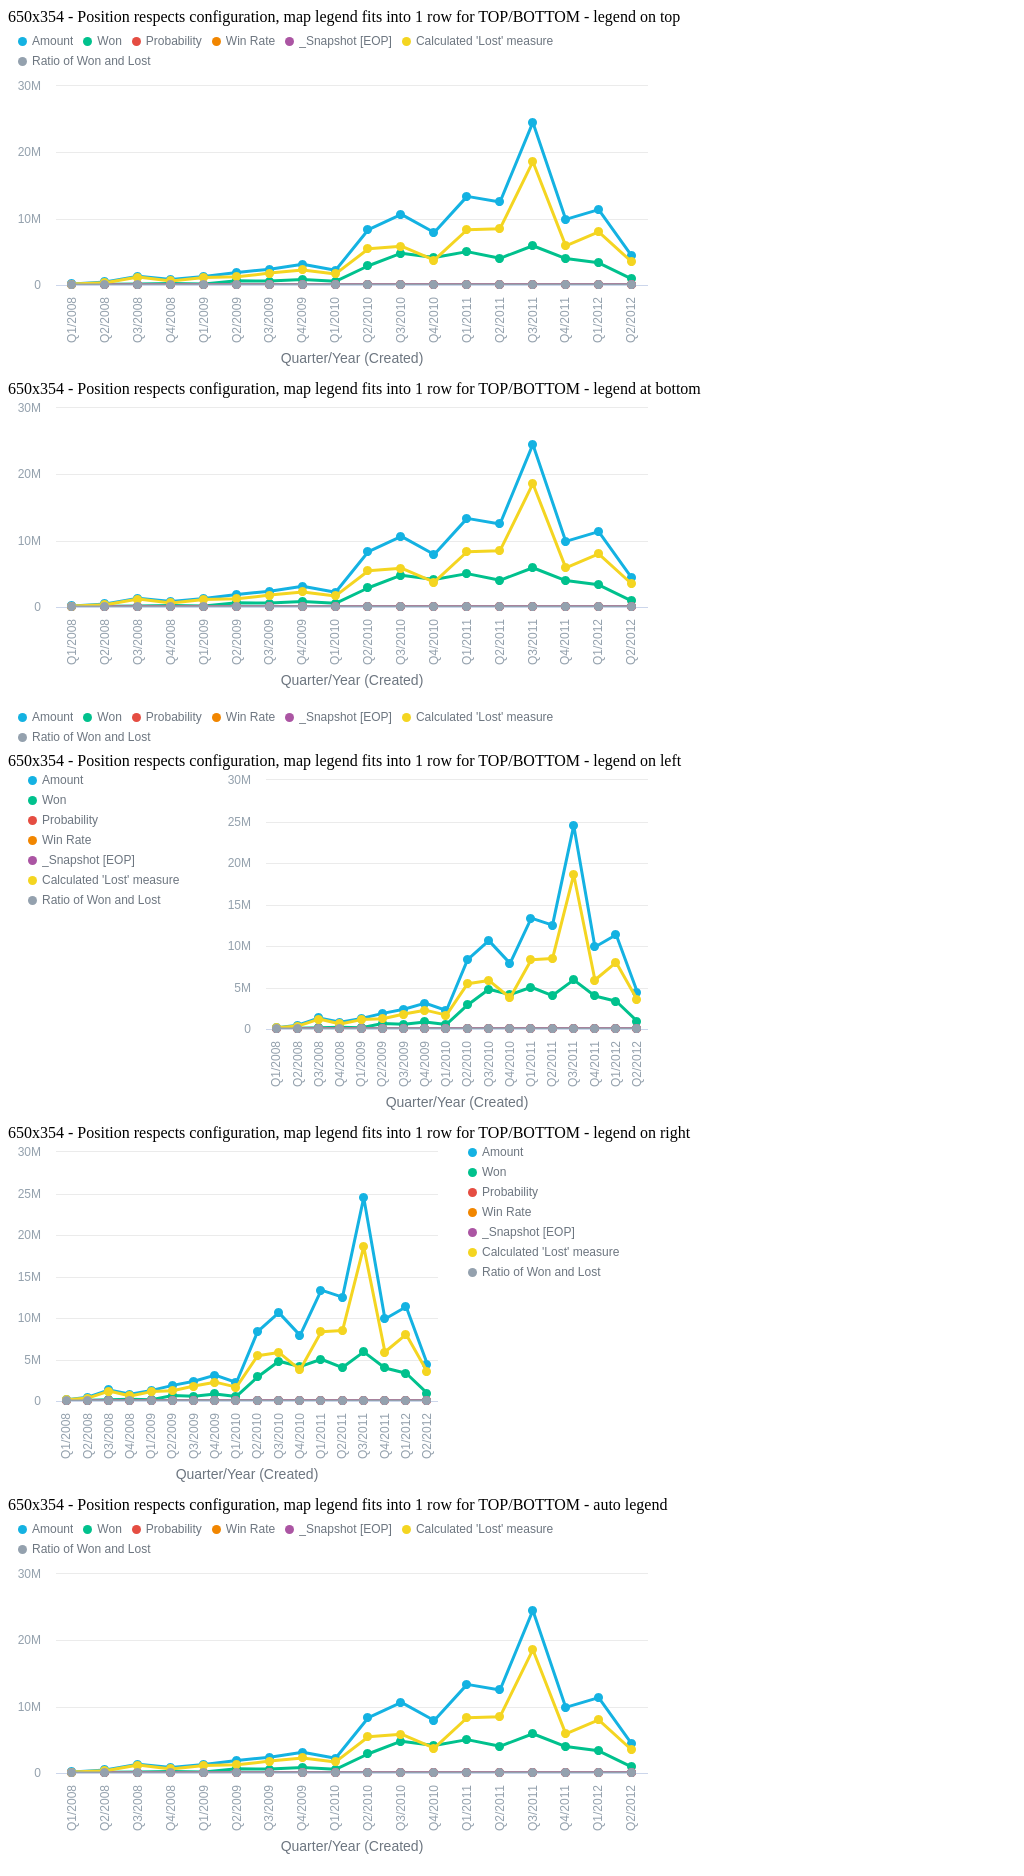 650x354 - Position respects configuration, map legend fits into 1 row for TOP/BOTTOM - legend on top
Amount Won Probability Win Rate _Snapshot [EOP] Calculated 'Lost' measure
Ratio of Won and Lost
30M
20M
10M
0
Q1/2008 Q2/2008 Q3/2008 Q4/2008 Q1/2009 Q2/2009 Q3/2009 Q4/2009 Q1/2010 Q2/2010 Q3/2010 Q4/2010 Q1/2011 Q2/2011 Q3/2011 Q4/2011 Q1/2012 Q2/2012
Quarter/Year (Created)
650x354 - Position respects configuration, map legend fits into 1 row for TOP/BOTTOM - legend at bottom
30M
20M
10M
0
Q1/2008 Q2/2008 Q3/2008 Q4/2008 Q1/2009 Q2/2009 Q3/2009 Q4/2009 Q1/2010 Q2/2010 Q3/2010 Q4/2010 Q1/2011 Q2/2011 Q3/2011 Q4/2011 Q1/2012 Q2/2012
Quarter/Year (Created)
Amount Won Probability Win Rate _Snapshot [EOP] Calculated 'Lost' measure
Ratio of Won and Lost
650x354 - Position respects configuration, map legend fits into 1 row for TOP/BOTTOM - legend on left
Amount
Won
Probability
Win Rate
_Snapshot [EOP]
Calculated 'Lost' measure
Ratio of Won and Lost
30M
25M
20M
15M
10M
5M
0
Q1/2008 Q2/2008 Q3/2008 Q4/2008 Q1/2009 Q2/2009 Q3/2009 Q4/2009 Q1/2010 Q2/2010 Q3/2010 Q4/2010 Q1/2011 Q2/2011 Q3/2011 Q4/2011 Q1/2012 Q2/2012
Quarter/Year (Created)
650x354 - Position respects configuration, map legend fits into 1 row for TOP/BOTTOM - legend on right
30M
25M
20M
15M
10M
5M
0
Q1/2008 Q2/2008 Q3/2008 Q4/2008 Q1/2009 Q2/2009 Q3/2009 Q4/2009 Q1/2010 Q2/2010 Q3/2010 Q4/2010 Q1/2011 Q2/2011 Q3/2011 Q4/2011 Q1/2012 Q2/2012
Quarter/Year (Created)
Amount
Won
Probability
Win Rate
_Snapshot [EOP]
Calculated 'Lost' measure
Ratio of Won and Lost
650x354 - Position respects configuration, map legend fits into 1 row for TOP/BOTTOM - auto legend
Amount Won Probability Win Rate _Snapshot [EOP] Calculated 'Lost' measure
Ratio of Won and Lost
30M
20M
10M
0
Q1/2008 Q2/2008 Q3/2008 Q4/2008 Q1/2009 Q2/2009 Q3/2009 Q4/2009 Q1/2010 Q2/2010 Q3/2010 Q4/2010 Q1/2011 Q2/2011 Q3/2011 Q4/2011 Q1/2012 Q2/2012
Quarter/Year (Created)